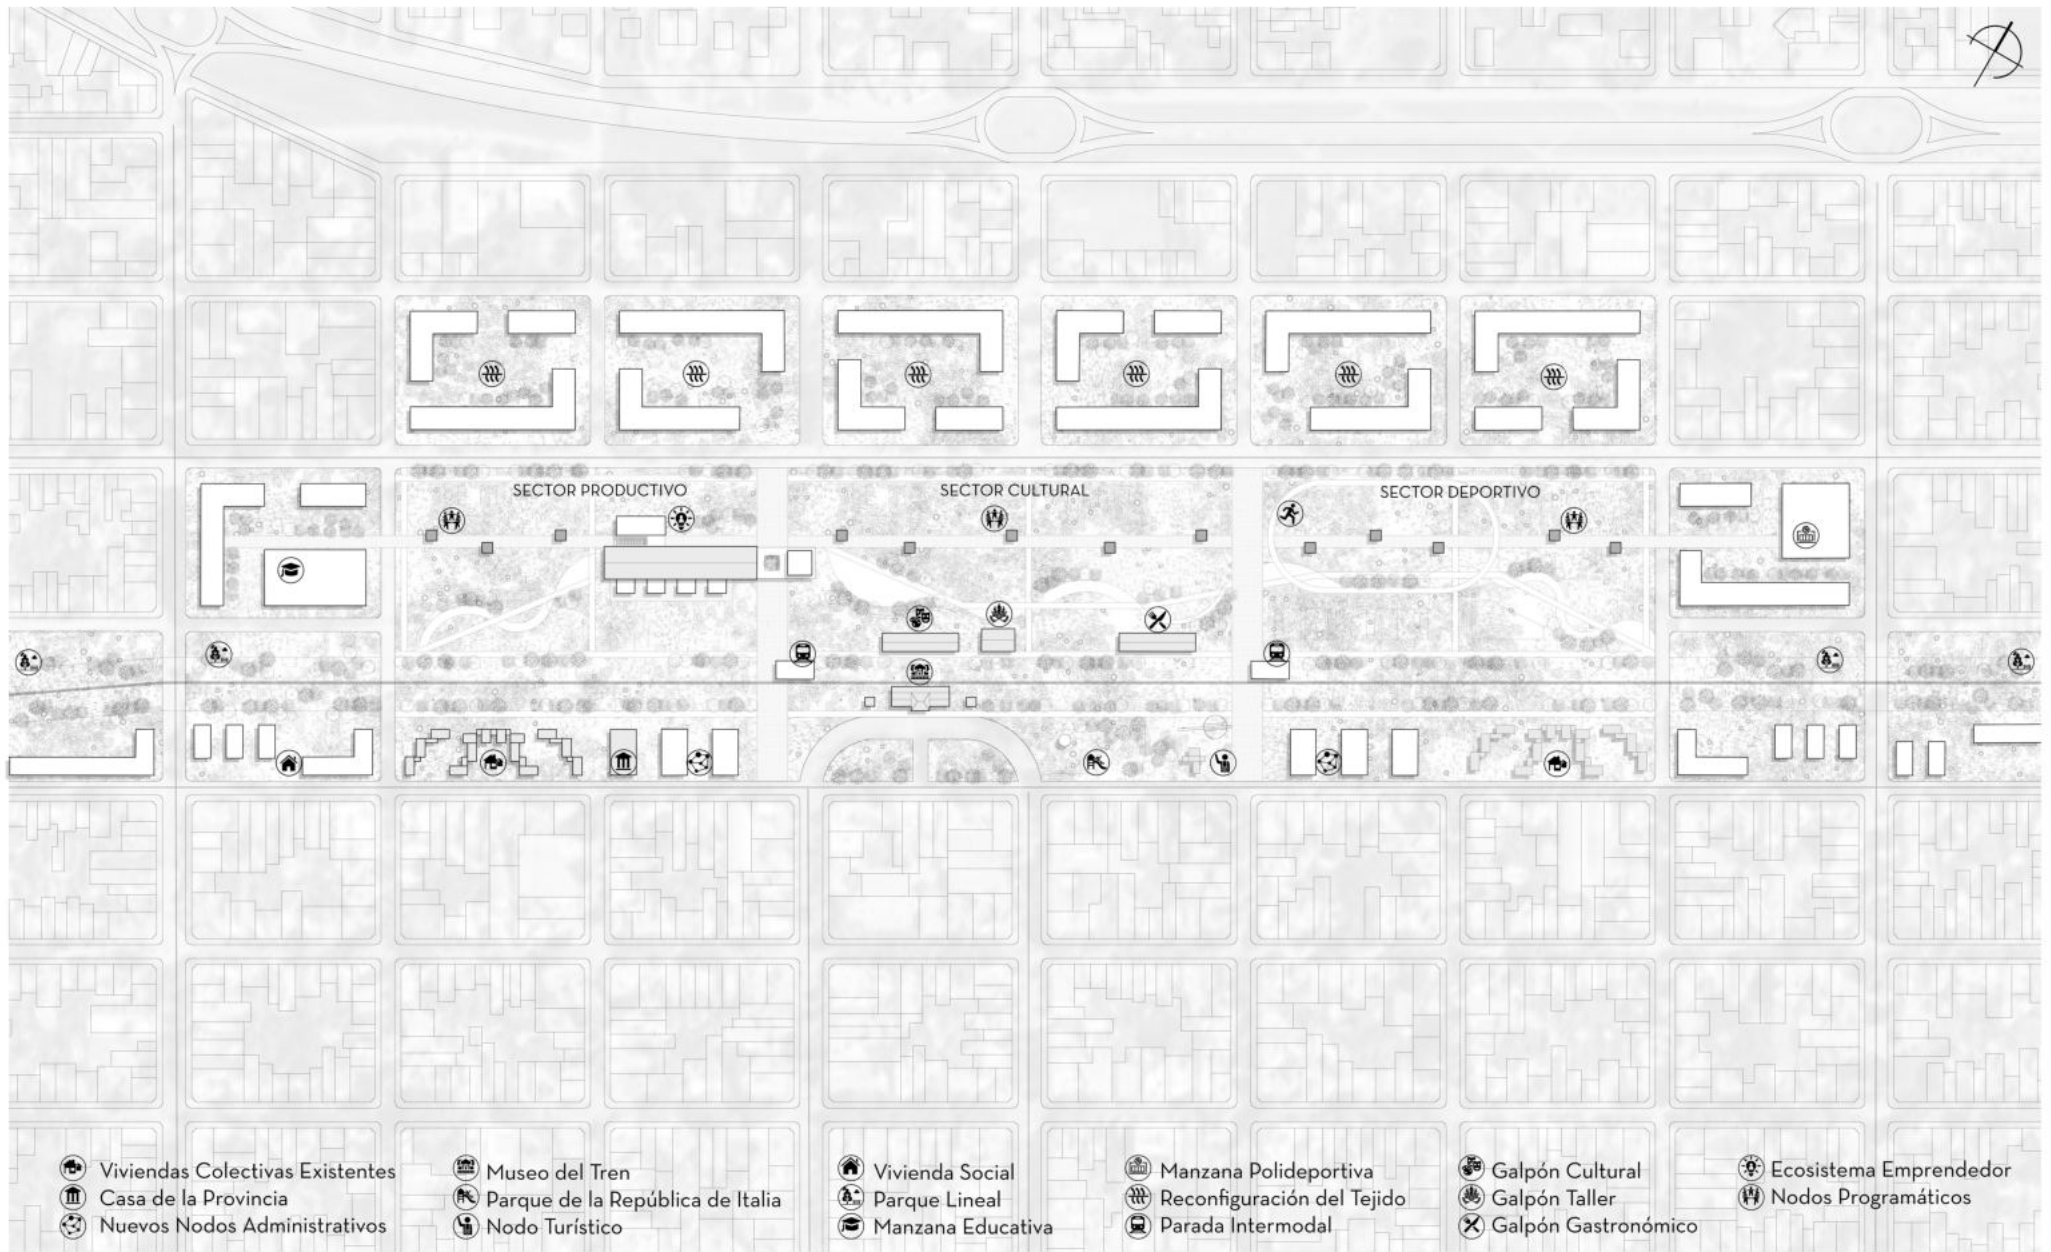 SECTOR PRODUCTIVO
SECTOR CULTURAL
SECTOR DEPORTIVO
Viviendas Colectivas Existentes
Casa de la Provincia
Nuevos Nodos Administrativos
Museo del Tren
Parque de la República de Italia
Nodo Turístico
Vivienda Social
Parque Lineal
Manzana Educativa
Manzana Polideportiva
Reconfiguración del Tejido
Parada Intermodal
Galpón Cultural
Galpón Taller
Galpón Gastronómico
Ecosistema Emprendedor
Nodos Programáticos